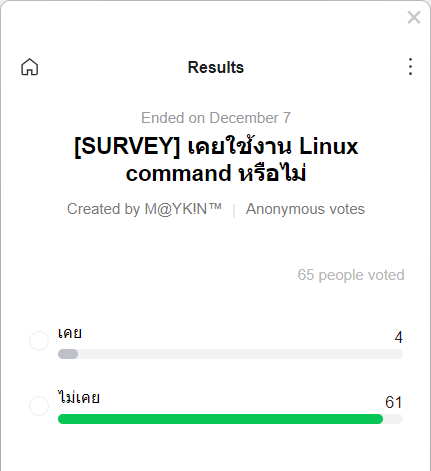 Results
Ended on December 7
[SURVEY] เคยใช้งาน Linux
command หรือไม่
Created by M@YK!N™ | Anonymous votes
65 people voted
เคย
4
ไม่เคย
61